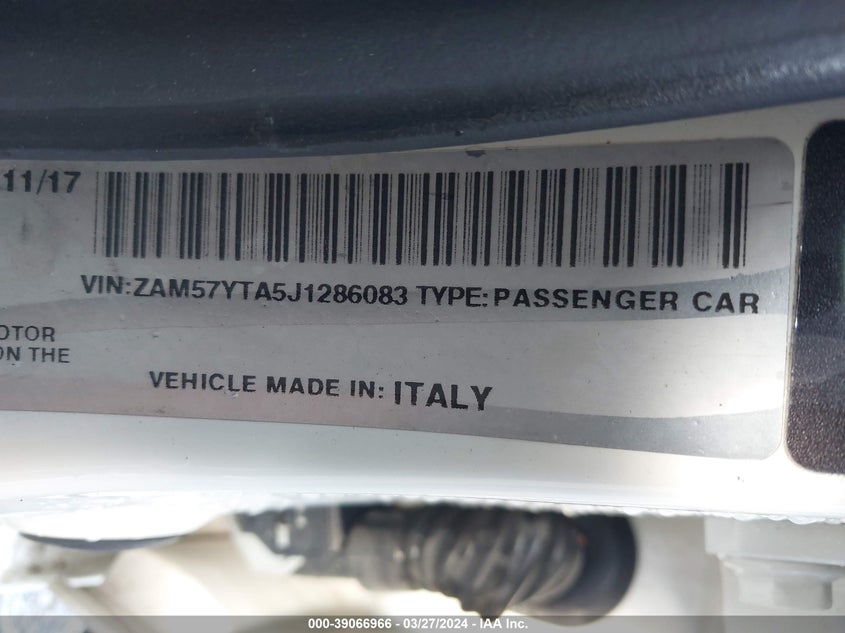 11/17
VIN:ZAM57YTA5J1286083 TYPE:PASSENGER CAR
OTOR
ON THE
VEHICLE MADE IN: ITALY
000-39066966 — 03/27/2024 — IAA Inc.